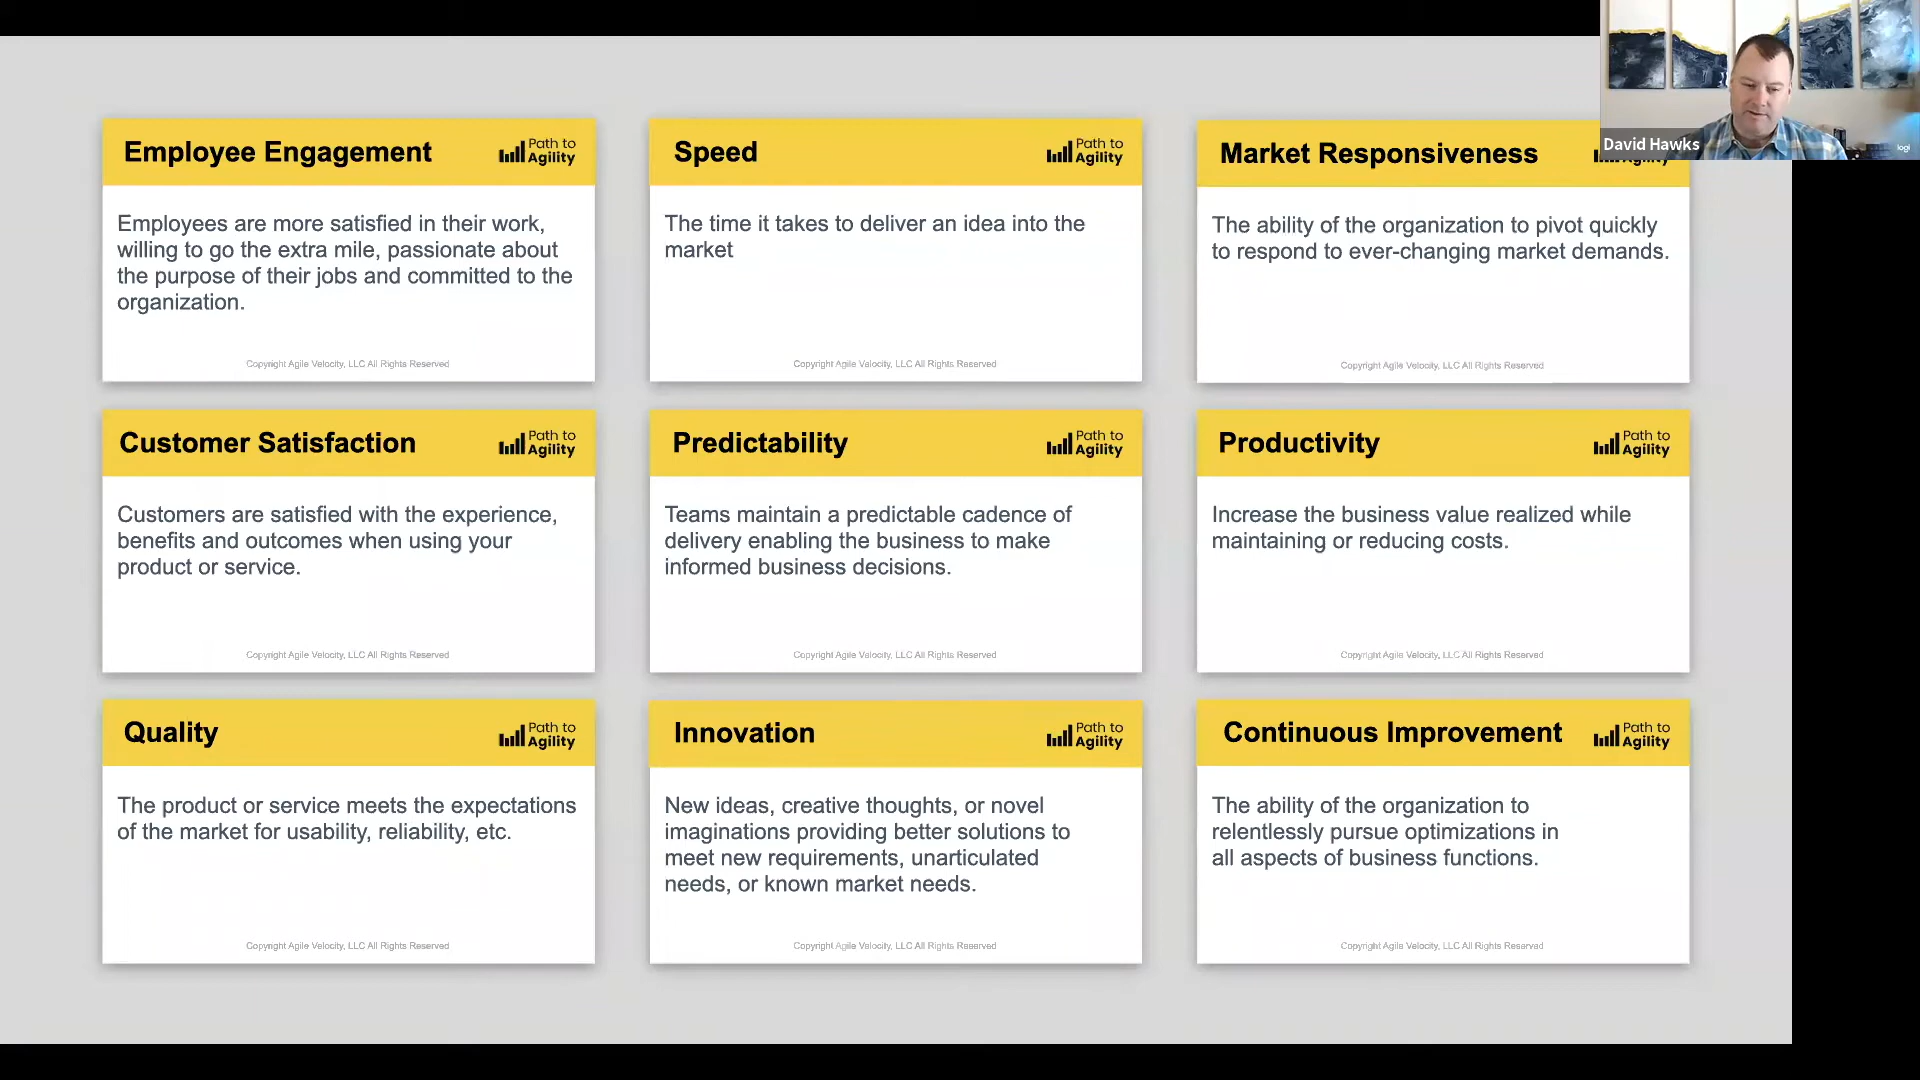 David Hawks
logi
Employee Engagement
Path to
Agility
Employees are more satisfied in their work,
willing to go the extra mile, passionate about
the purpose of their jobs and committed to the
organization.
Copyright Agile Velocity, LLC All Rights Reserved
Speed
Path to
Agility
The time it takes to deliver an idea into the
market
Copyright Agile Velocity, LLC All Rights Reserved
Market Responsiveness
Agility
The ability of the organization to pivot quickly
to respond to ever-changing market demands.
Copyright Agile Velocity, LLC All Rights Reserved
Customer Satisfaction
Path to
Agility
Customers are satisfied with the experience,
benefits and outcomes when using your
product or service.
Copyright Agile Velocity, LLC All Rights Reserved
Predictability
Path to
Agility
Teams maintain a predictable cadence of
delivery enabling the business to make
informed business decisions.
Copyright Agile Velocity, LLC All Rights Reserved
Productivity
Path to
Agility
Increase the business value realized while
maintaining or reducing costs.
Copyright Agile Velocity, LLC All Rights Reserved
Quality
Path to
Agility
The product or service meets the expectations
of the market for usability, reliability, etc.
Copyright Agile Velocity, LLC All Rights Reserved
Innovation
Path to
Agility
New ideas, creative thoughts, or novel
imaginations providing better solutions to
meet new requirements, unarticulated
needs, or known market needs.
Copyright Agile Velocity, LLC All Rights Reserved
Continuous Improvement
Path to
Agility
The ability of the organization to
relentlessly pursue optimizations in
all aspects of business functions.
Copyright Agile Velocity, LLC All Rights Reserved